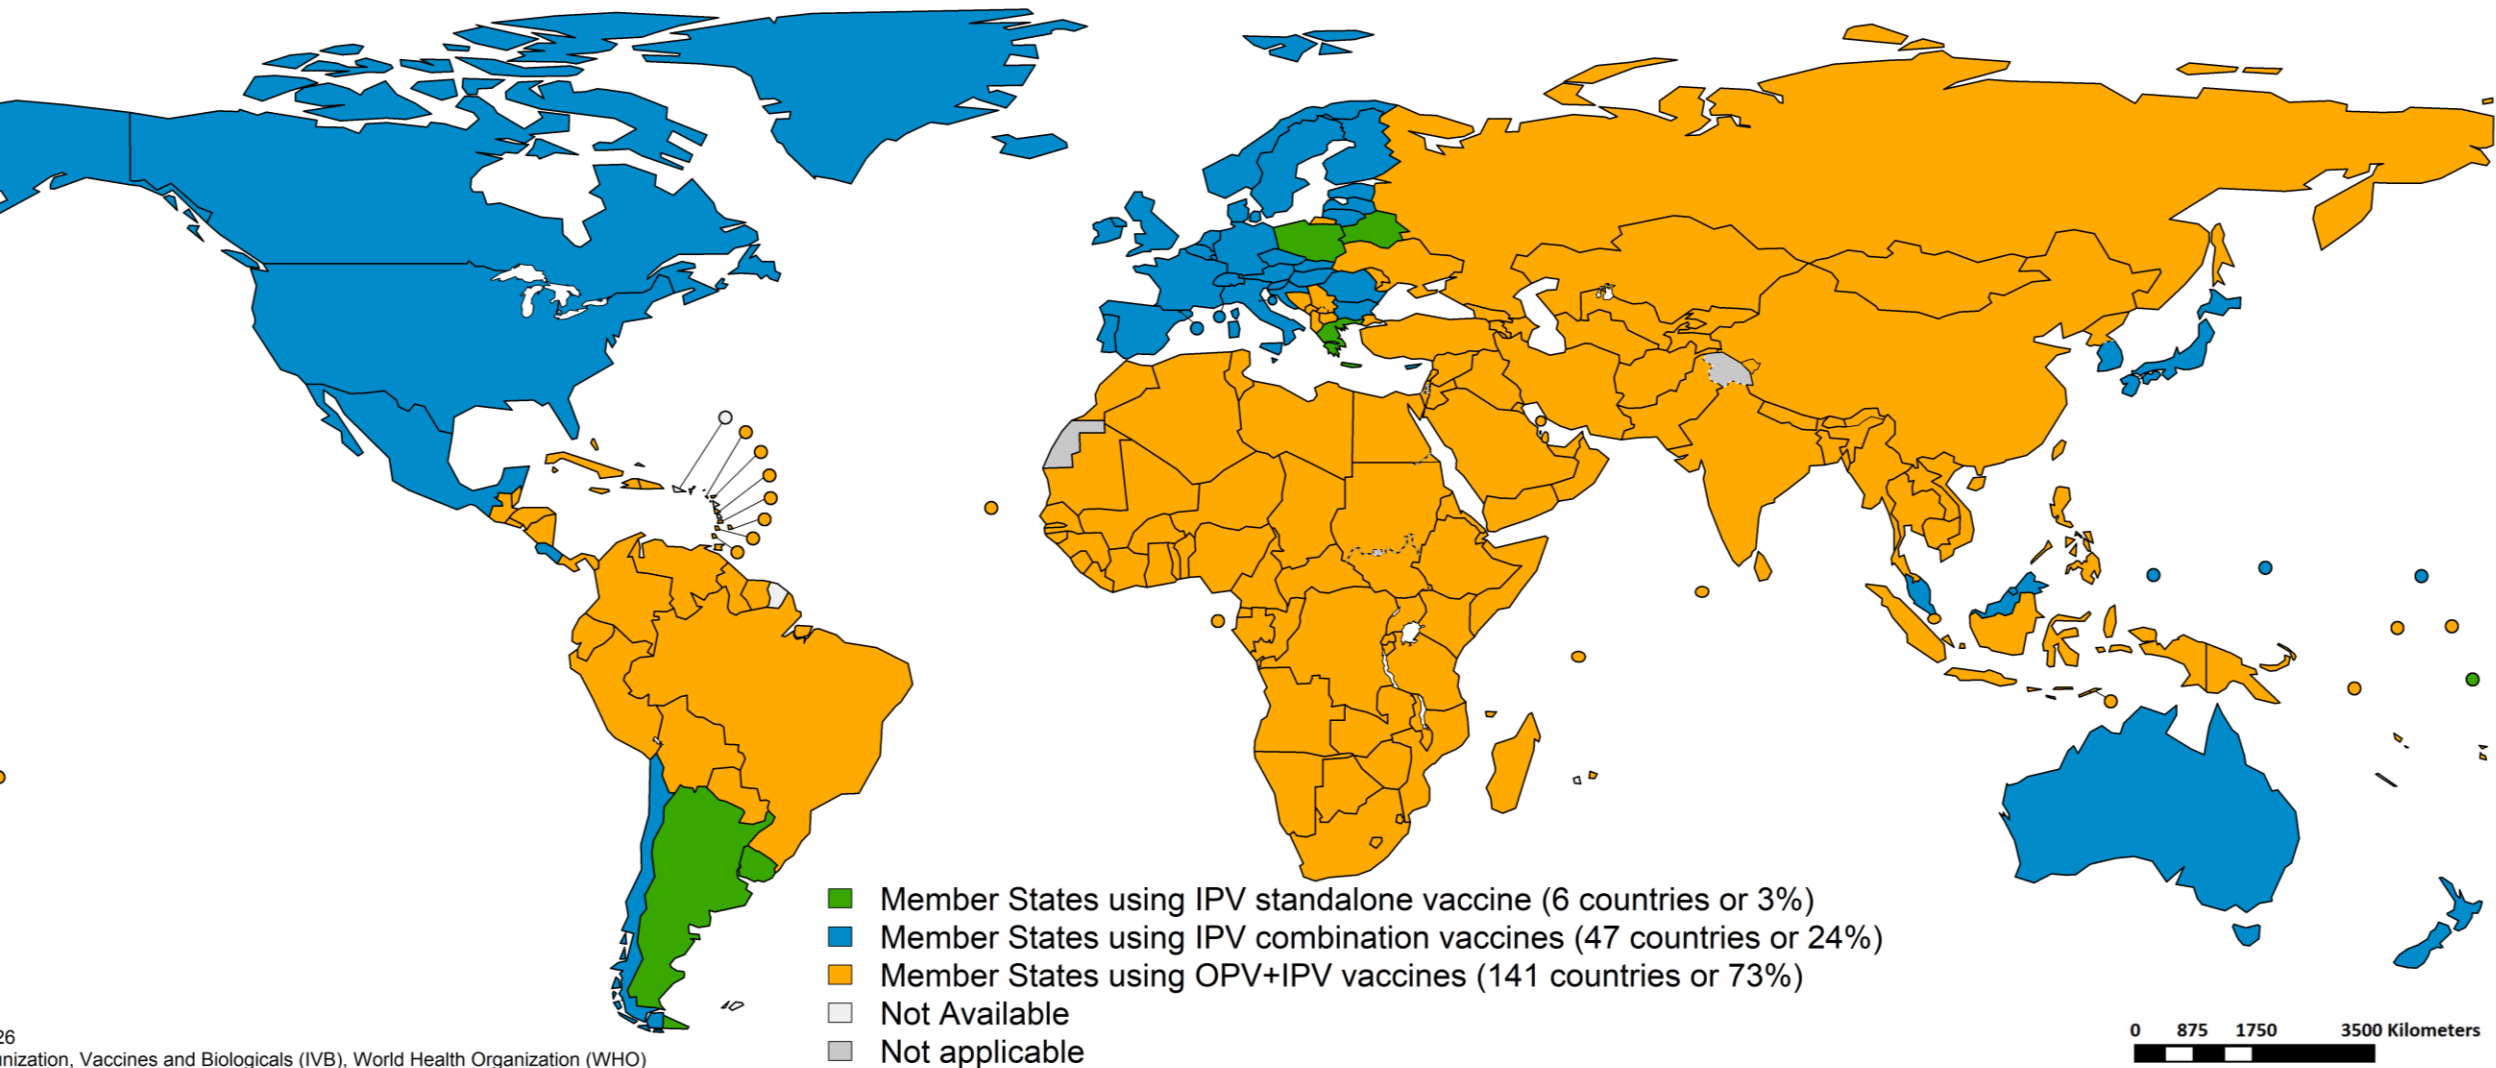 Member States using IPV standalone vaccine (6 countries or 3%)
Member States using IPV combination vaccines (47 countries or 24%)
Member States using OPV+IPV vaccines (141 countries or 73%)
Not Available
Not applicable
26
nization, Vaccines and Biologicals (IVB), World Health Organization (WHO)
0 875 1750 3500 Kilometers